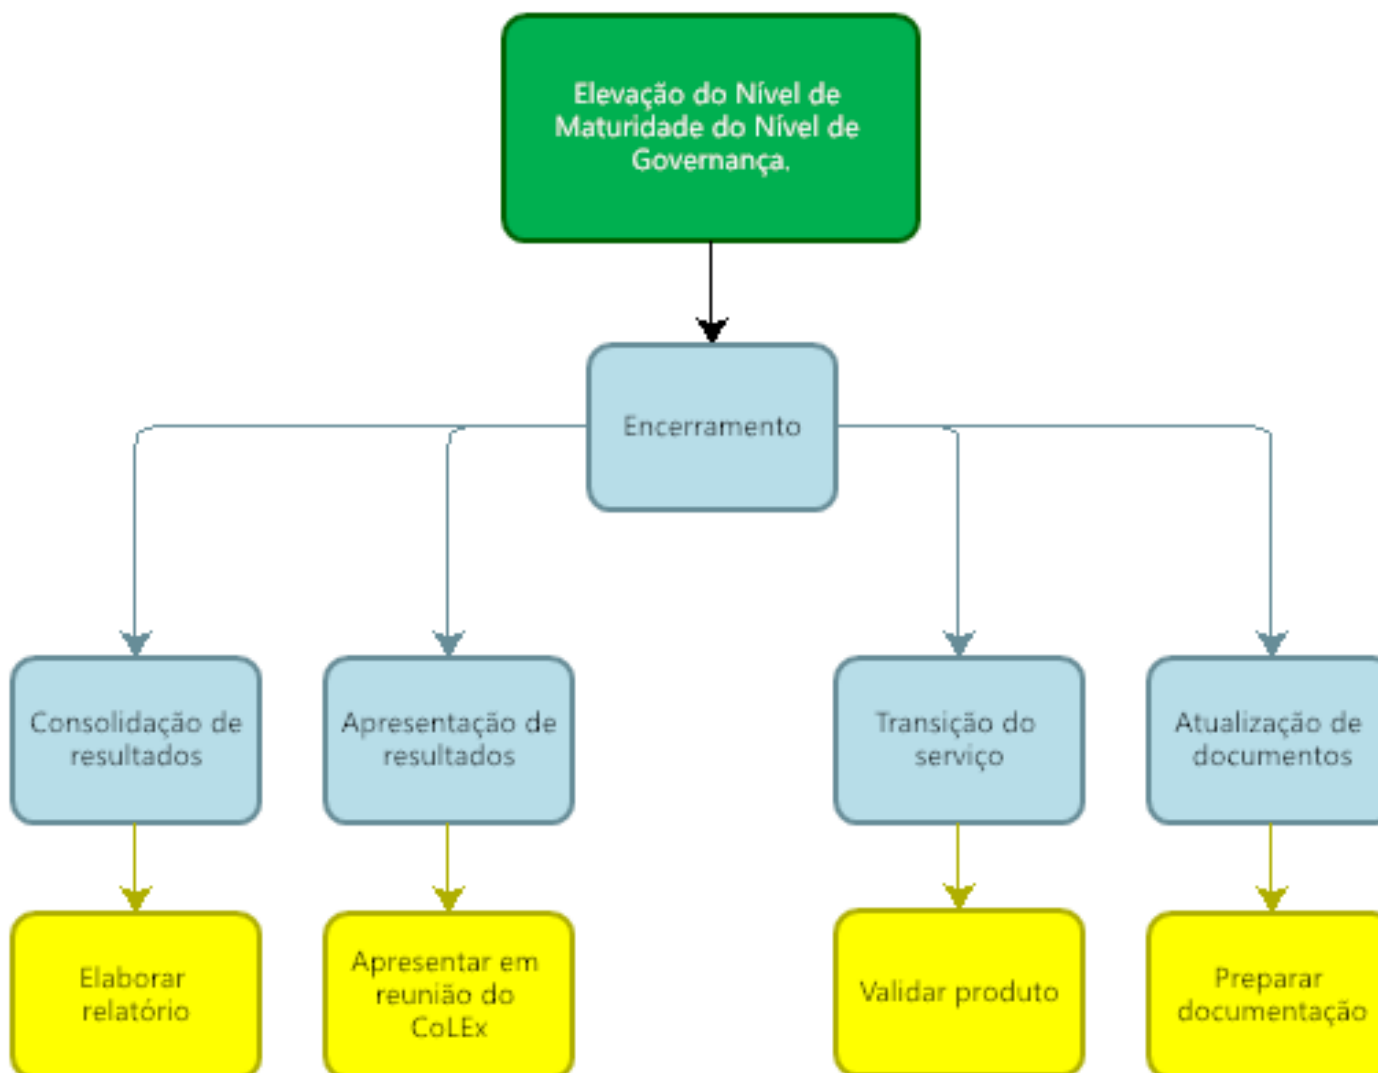 Elevação do Nível de
Maturidade do Nível de
Governança.
Encerramento
Consolidação de
resultados
Apresentação de
resultados
Transição do
serviço
Atualização de
documentos
Elaborar
relatório
Apresentar em
reunião do
CoLEx
Validar produto
Preparar
documentação